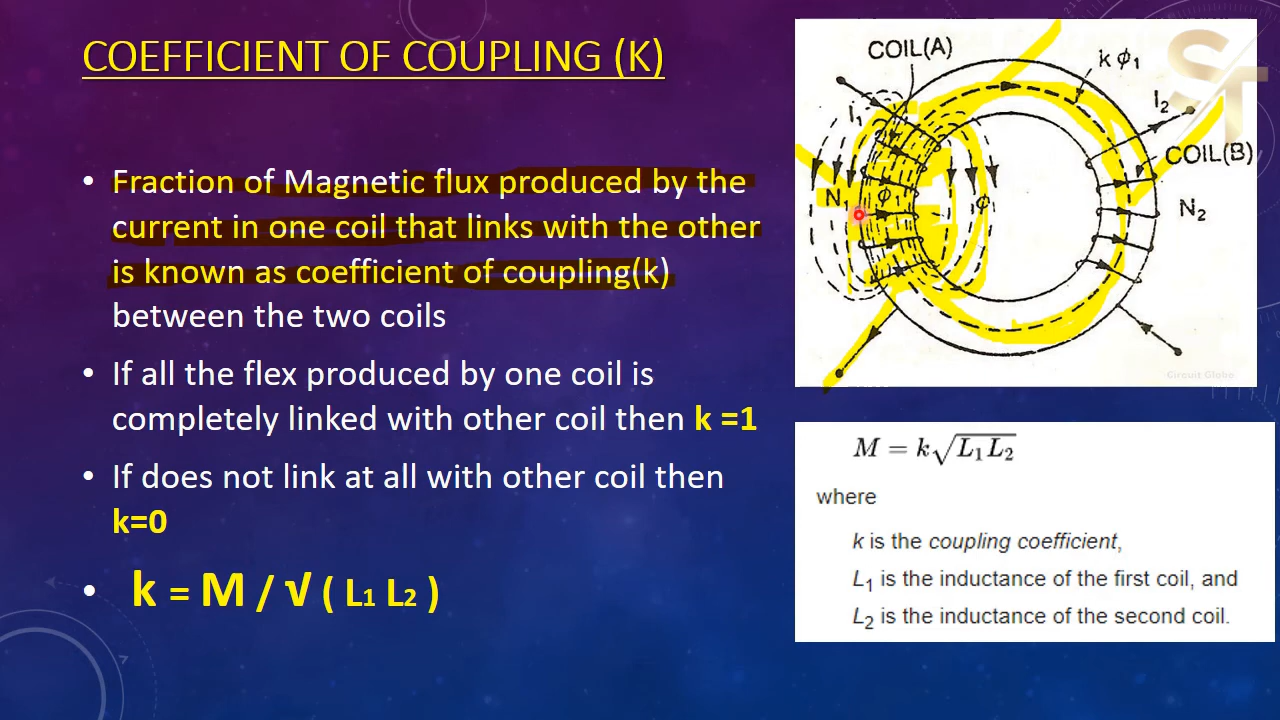 COEFFICIENT OF COUPLING (K)
• Fraction of Magnetic flux produced by the
current in one coil that links with the other
is known as coefficient of coupling(k)
between the two coils
• If all the flex produced by one coil is
completely linked with other coil then k =1
• If does not link at all with other coil then
k=0
• k = M / √ ( L1 L2 )
COIL(A)
k ϕ1
I1
I2
COIL(B)
N1
ϕ1
ϕ
N2
ST
Circuit Globe
M = k√L1 L2
where
k is the coupling coefficient,
L1 is the inductance of the first coil, and
L2 is the inductance of the second coil.